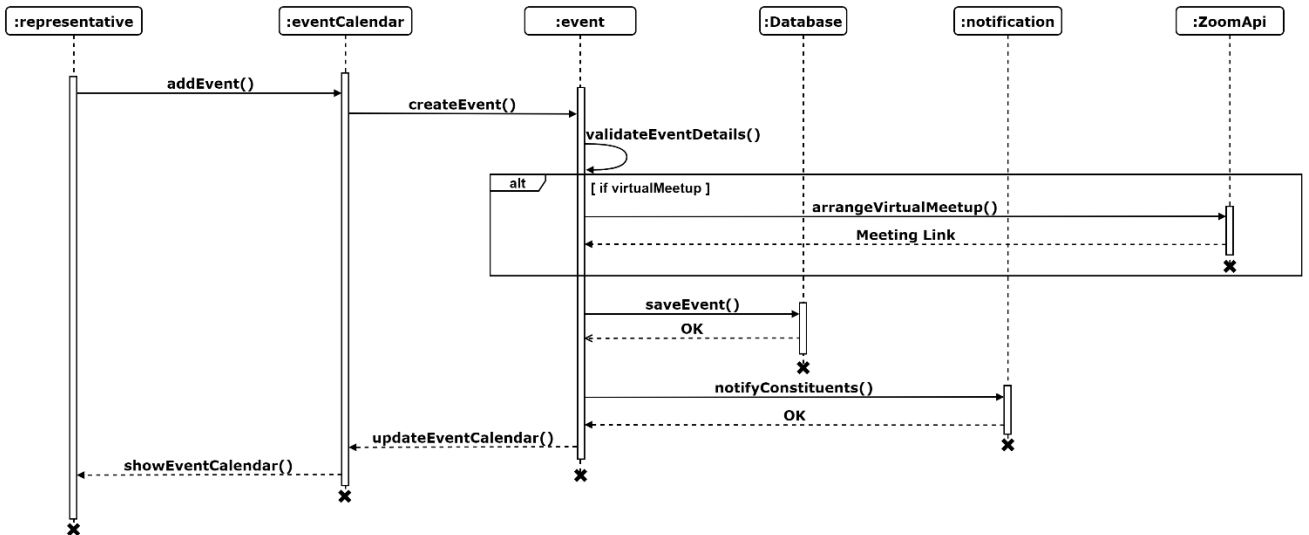 :representative
:eventCalendar
:event
:Database
:notification
:ZoomApi
addEvent()
createEvent()
validateEventDetails()
alt
[ if virtualMeetup ]
arrangeVirtualMeetup()
Meeting Link
saveEvent()
OK
notifyConstituents()
OK
updateEventCalendar()
showEventCalendar()